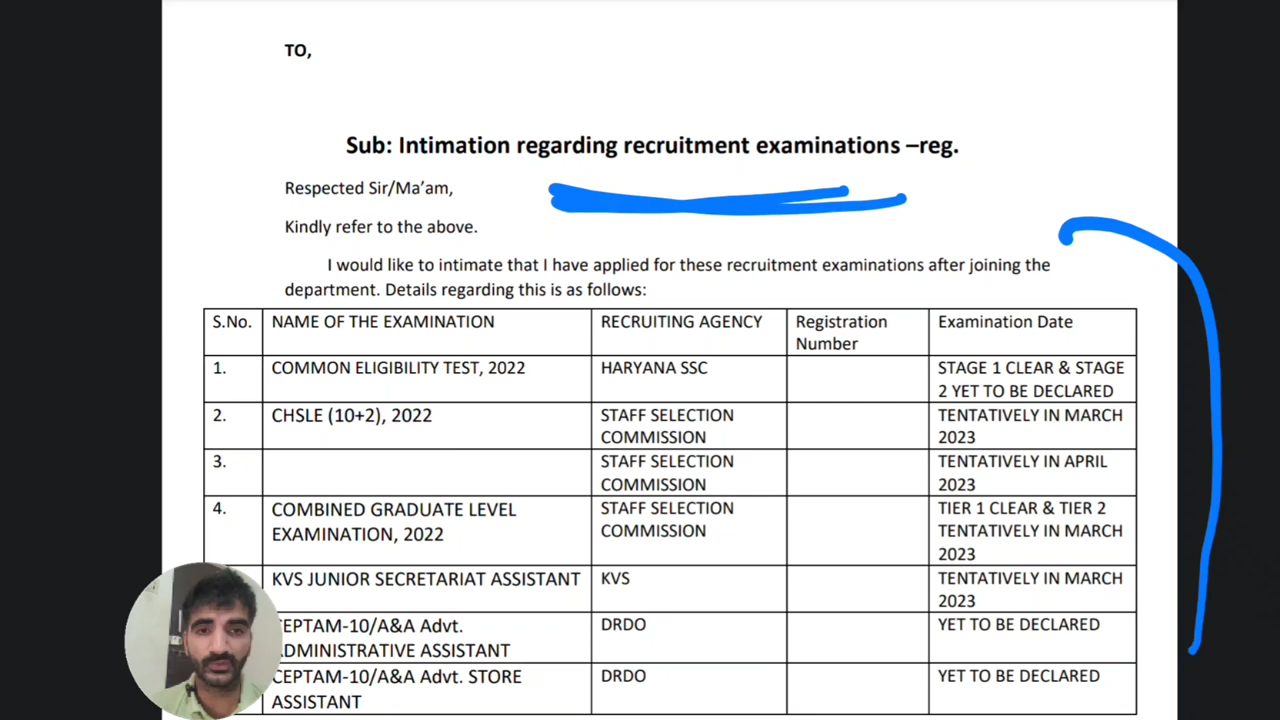 TO,
Sub: Intimation regarding recruitment examinations –reg.
Respected Sir/Ma’am,
Kindly refer to the above.
I would like to intimate that I have applied for these recruitment examinations after joining the
department. Details regarding this is as follows:
S.No. NAME OF THE EXAMINATION RECRUITING AGENCY Registration Number Examination Date
1. COMMON ELIGIBILITY TEST, 2022 HARYANA SSC STAGE 1 CLEAR & STAGE
2 YET TO BE DECLARED
2. CHSLE (10+2), 2022 STAFF SELECTION TENTATIVELY IN MARCH
COMMISSION 2023
3. STAFF SELECTION TENTATIVELY IN APRIL
COMMISSION 2023
4. COMBINED GRADUATE LEVEL STAFF SELECTION TIER 1 CLEAR & TIER 2
EXAMINATION, 2022 COMMISSION TENTATIVELY IN MARCH
2023
KVS JUNIOR SECRETARIAT ASSISTANT KVS TENTATIVELY IN MARCH
2023
CEPTAM-10/A&A Advt. DRDO YET TO BE DECLARED
ADMINISTRATIVE ASSISTANT
CEPTAM-10/A&A Advt. STORE DRDO YET TO BE DECLARED
ASSISTANT